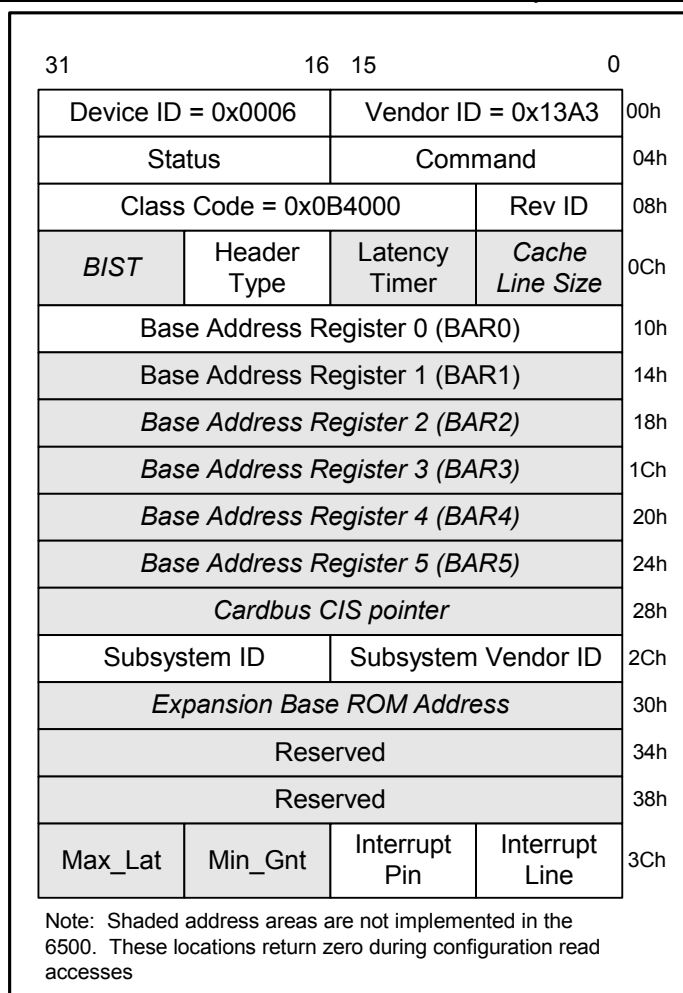 31 16 15 0
Device ID = 0x0006 Vendor ID = 0x13A3 00h
Status Command 04h
Class Code = 0x0B4000 Rev ID 08h
BIST Header Type Latency Timer Cache Line Size 0Ch
Base Address Register 0 (BAR0) 10h
Base Address Register 1 (BAR1) 14h
Base Address Register 2 (BAR2) 18h
Base Address Register 3 (BAR3) 1Ch
Base Address Register 4 (BAR4) 20h
Base Address Register 5 (BAR5) 24h
Cardbus CIS pointer 28h
Subsystem ID Subsystem Vendor ID 2Ch
Expansion Base ROM Address 30h
Reserved 34h
Reserved 38h
Max_Lat Min_Gnt Interrupt Pin Interrupt Line 3Ch
Note: Shaded address areas are not implemented in the
6500. These locations return zero during configuration read
accesses